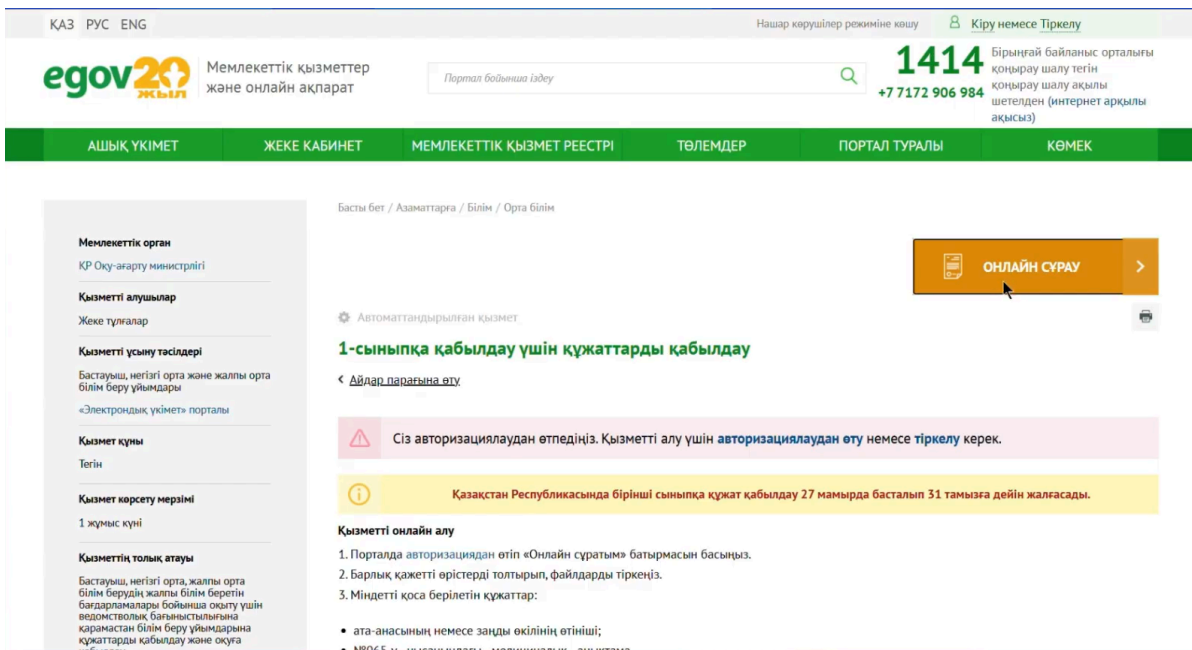 ҚАЗ РУС ENG
Нашар көрушілер режиміне көшу
Кіру немесе Тіркелу
egov20
ЖЫЛ
Мемлекеттік қызметтер
және онлайн ақпарат
Портал бойынша іздеу
1414
+7 7172 906 984
Бірыңғай байланыс орталығы
қоңырау шалу тегін
қоңырау шалу ақылы
шетелден (интернет арқылы
ақысыз)
АШЫҚ ҮКІМЕТ
ЖЕКЕ КАБИНЕТ
МЕМЛЕКЕТТІК ҚЫЗМЕТ РЕЕСТРІ
ТӨЛЕМДЕР
ПОРТАЛ ТУРАЛЫ
КӨМЕК
Мемлекеттік орган
ҚР Оқу-ағарту министрлігі
Қызметті алушылар
Жеке тұлғалар
Қызметті ұсыну тәсілдері
Бастауыш, негізгі орта және жалпы орта
білім беру ұйымдары
«Электрондық үкімет» порталы
Қызмет құны
Тегін
Қызмет көрсету мерзімі
1 жұмыс күні
Қызметтің толық атауы
Бастауыш, негізгі орта, жалпы орта
білім берудің жалпы білім беретін
бағдарламалары бойынша оқыту үшін
ведомстволық бағыныстылығына
қарамастан білім беру ұйымдарына
құжаттарды қабылдау және оқуға
Басты бет / Азаматтарға / Білім / Орта білім
ОНЛАЙН СҰРАУ
Автоматтандырылған қызмет
1-сыныпқа қабылдау үшін құжаттарды қабылдау
Айдар парағына өту
Сіз авторизациялаудан өтпедіңіз. Қызметті алу үшін авторизациялаудан өту немесе тіркелу керек.
Қазақстан Республикасында бірінші сыныпқа құжат қабылдау 27 мамырда басталып 31 тамызға дейін жалғасады.
Қызметті онлайн алу
1. Порталда авторизациядан өтіп «Онлайн сұратым» батырмасын басыңыз.
2. Барлық қажетті өрістерді толтырып, файлдарды тіркеңіз.
3. Міндетті қоса берілетін құжаттар:
• ата-анасының немесе заңды өкілінің өтініші;